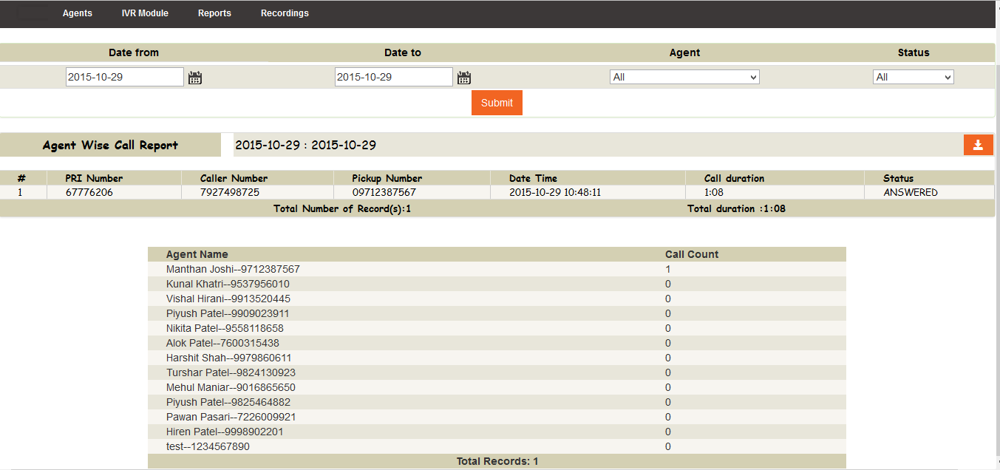 Agents IVR Module Reports Recordings
Date from Date to Agent Status
2015-10-29 2015-10-29 All All
Submit
Agent Wise Call Report 2015-10-29 : 2015-10-29
# PRI Number Caller Number Pickup Number Date Time Call duration Status
1 67776206 7927498725 09712387567 2015-10-29 10:48:11 1:08 ANSWERED
Total Number of Record(s):1 Total duration :1:08
Agent Name Call Count
Manthan Joshi--9712387567 1
Kunal Khatri--9537956010 0
Vishal Hirani--9913520445 0
Piyush Patel--9909023911 0
Nikita Patel--9558118658 0
Alok Patel--7600315438 0
Harshit Shah--9979860611 0
Turshar Patel--9824130923 0
Mehul Maniar--9016865650 0
Piyush Patel--9825464882 0
Pawan Pasari--7226009921 0
Hiren Patel--9998902201 0
test--1234567890 0
Total Records: 1